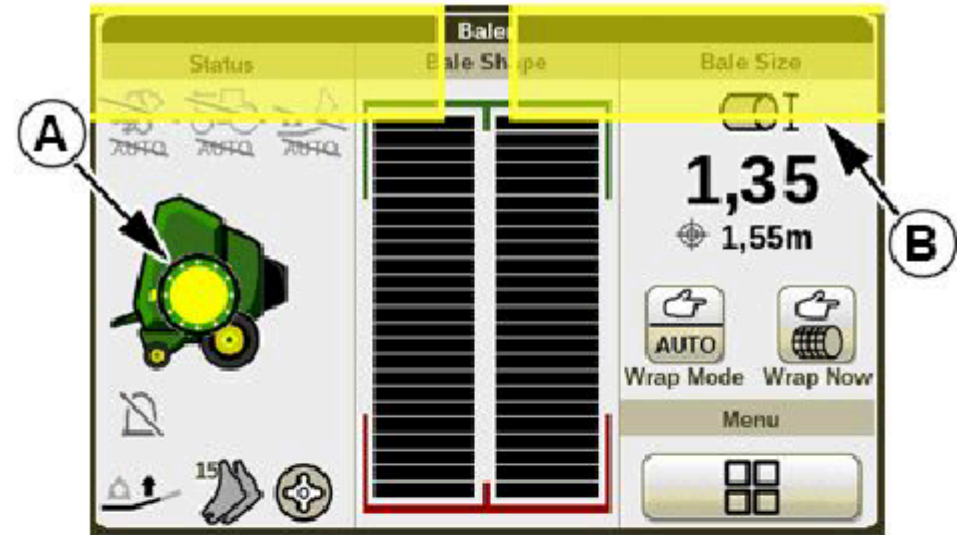 Baler
Status
Bale Shape
Bale Size
AUTO
AUTO
AUTO
A
1,35
1,55m
B
AUTO
Wrap Mode
Wrap Now
Menu
15